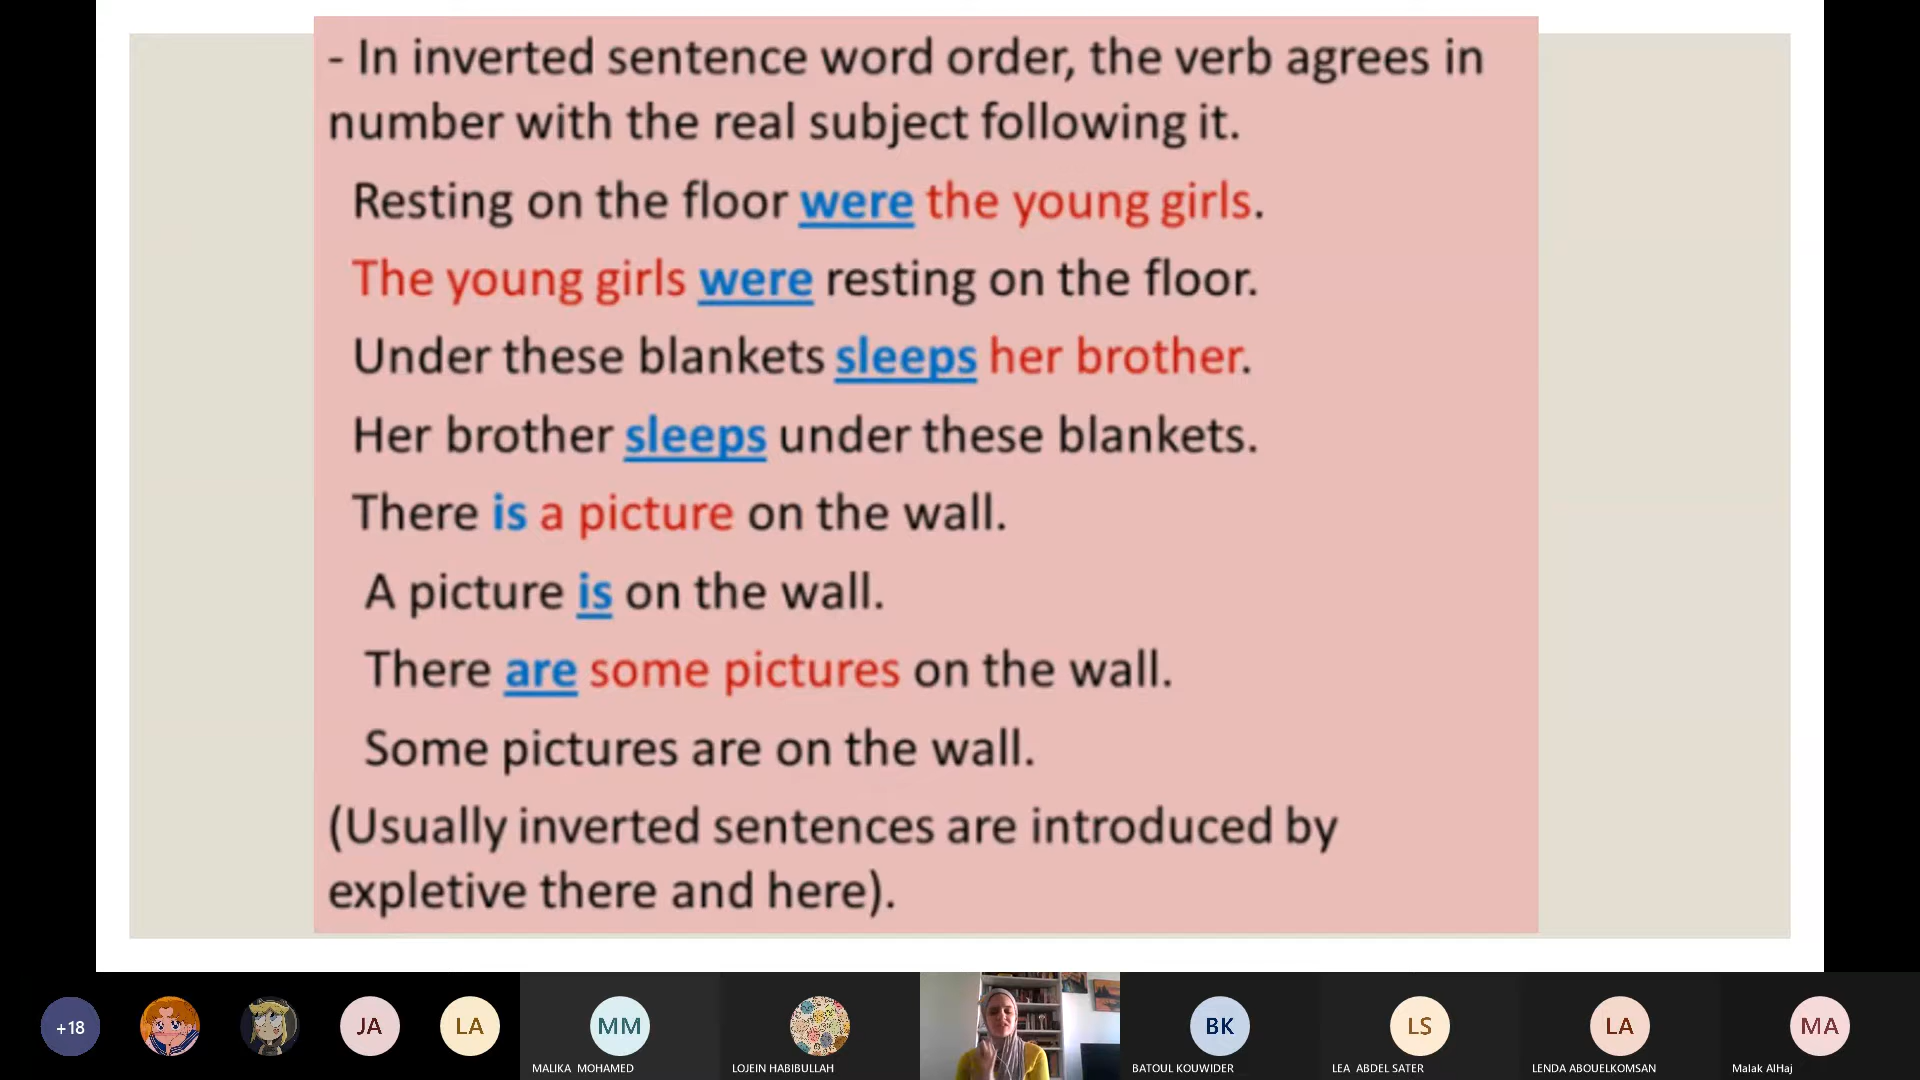 - In inverted sentence word order, the verb agrees in
number with the real subject following it.
Resting on the floor were the young girls.
The young girls were resting on the floor.
Under these blankets sleeps her brother.
Her brother sleeps under these blankets.
There is a picture on the wall.
A picture is on the wall.
There are some pictures on the wall.
Some pictures are on the wall.
(Usually inverted sentences are introduced by
expletive there and here).
+18
JA
LA
MM
BK
LS
LA
MA
MALIKA MOHAMED
LOJEIN HABIBULLAH
BATOUL KOUWIDER
LEA ABDEL SATER
LENDA ABOUELKOMSAN
Malak AlHaj